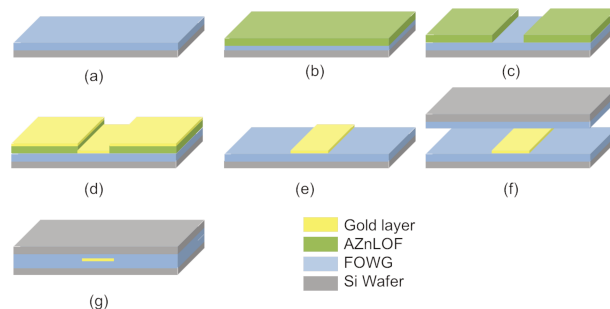 (a)
(b)
(c)
(d)
(e)
(f)
(g)
Gold layer
AZnLOF
FOWG
Si Wafer